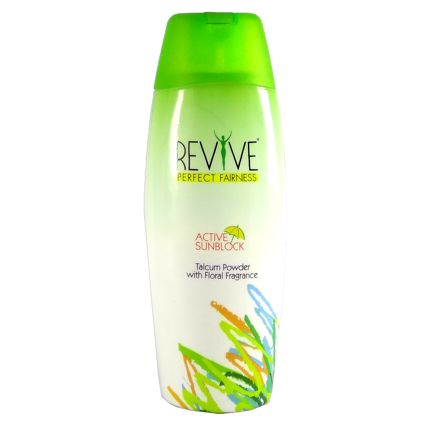 REVIVE
PERFECT FAIRNESS
ACTIVE
SUNBLOCK
Talcum Powder
with Floral Fragrance